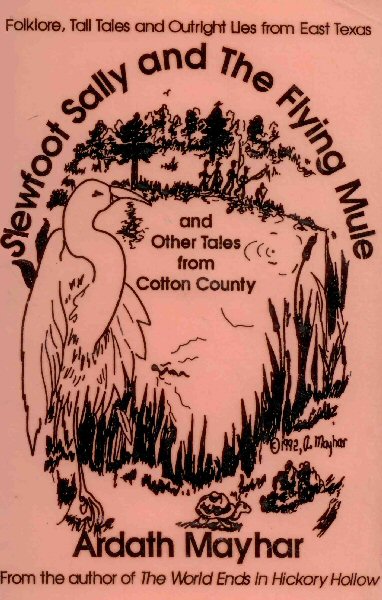 Folklore, Tall Tales and Outright Lies from East Texas
Slewfoot Sally and The Flying Mule
and
Other Tales
from
Cotton County
©1992, A. Mayhar
Ardath Mayhar
From the author of The World Ends In Hickory Hollow